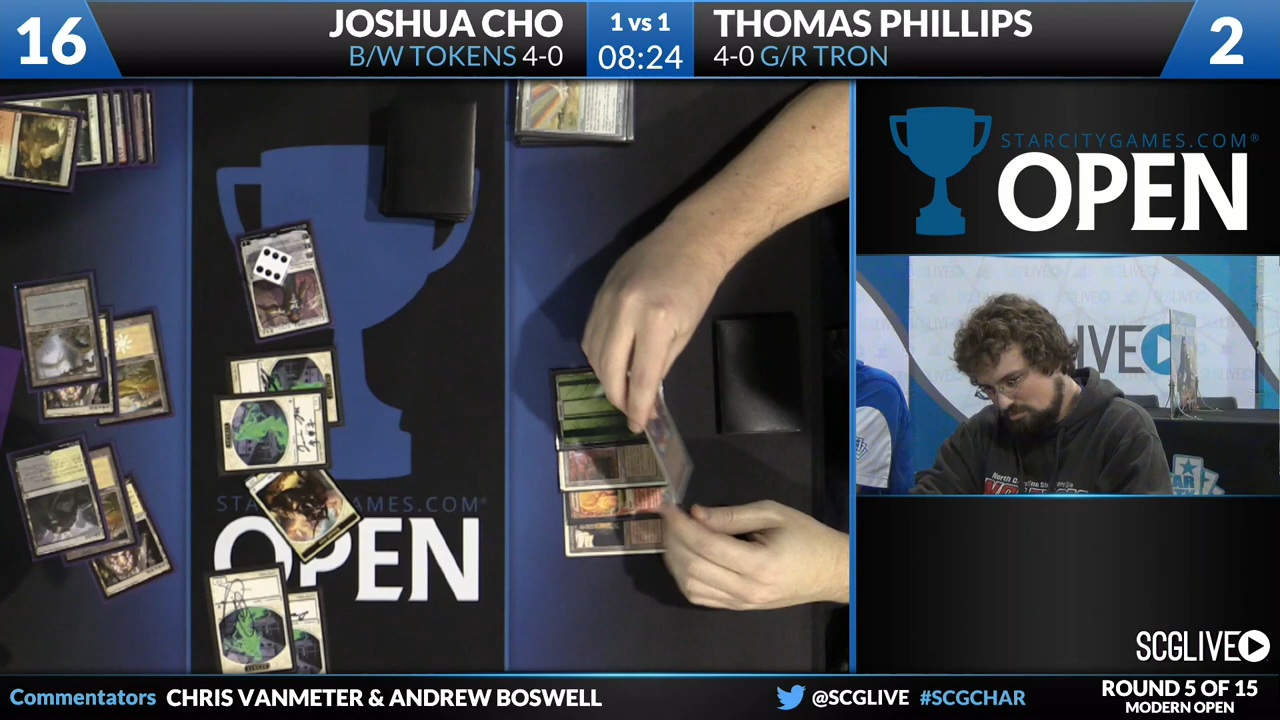 16
JOSHUA CHO
B/W TOKENS 4-0
1 vs 1
08:24
THOMAS PHILLIPS
4-0 G/R TRON
2
STARCITYGAMES.COM®
OPEN
LIVE
STARCITYGAMES.COM®
OPEN
SCGLIVE
Commentators CHRIS VANMETER & ANDREW BOSWELL
@SCGLIVE #SCGCHAR
ROUND 5 OF 15
MODERN OPEN